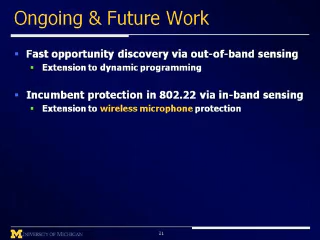 Ongoing & Future Work
Fast opportunity discovery via out-of-band sensing
Extension to dynamic programming
Incumbent protection in 802.22 via in-band sensing
Extension to wireless microphone protection
UNIVERSITY OF MICHIGAN
21